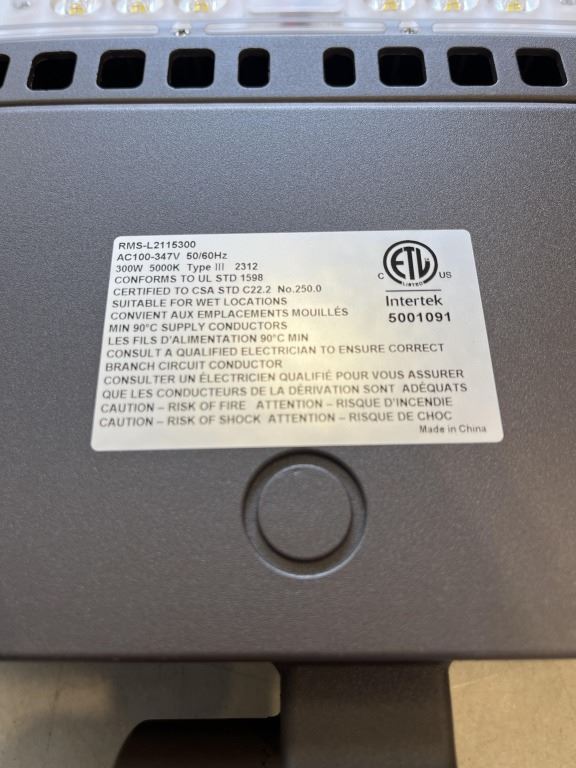 RMS-L2115300
AC100-347V 50/60Hz
300W 5000K Type III 2312
CONFORMS TO UL STD 1598
CERTIFIED TO CSA STD C22.2 No.250.0
SUITABLE FOR WET LOCATIONS
CONVIENT AUX EMPLACEMENTS MOUILLÉS
MIN 90°C SUPPLY CONDUCTORS
LES FILS D'ALIMENTATION 90°C MIN
CONSULT A QUALIFIED ELECTRICIAN TO ENSURE CORRECT
BRANCH CIRCUIT CONDUCTOR
CONSULTER UN ÉLECTRICIEN QUALIFIÉ POUR VOUS ASSURER
QUE LES CONDUCTEURS DE LA DÉRIVATION SONT ADÉQUATS
CAUTION – RISK OF FIRE ATTENTION – RISQUE D'INCENDIE
CAUTION – RISK OF SHOCK ATTENTION – RISQUE DE CHOC
C ETL US
LISTED
Intertek
5001091
Made in China